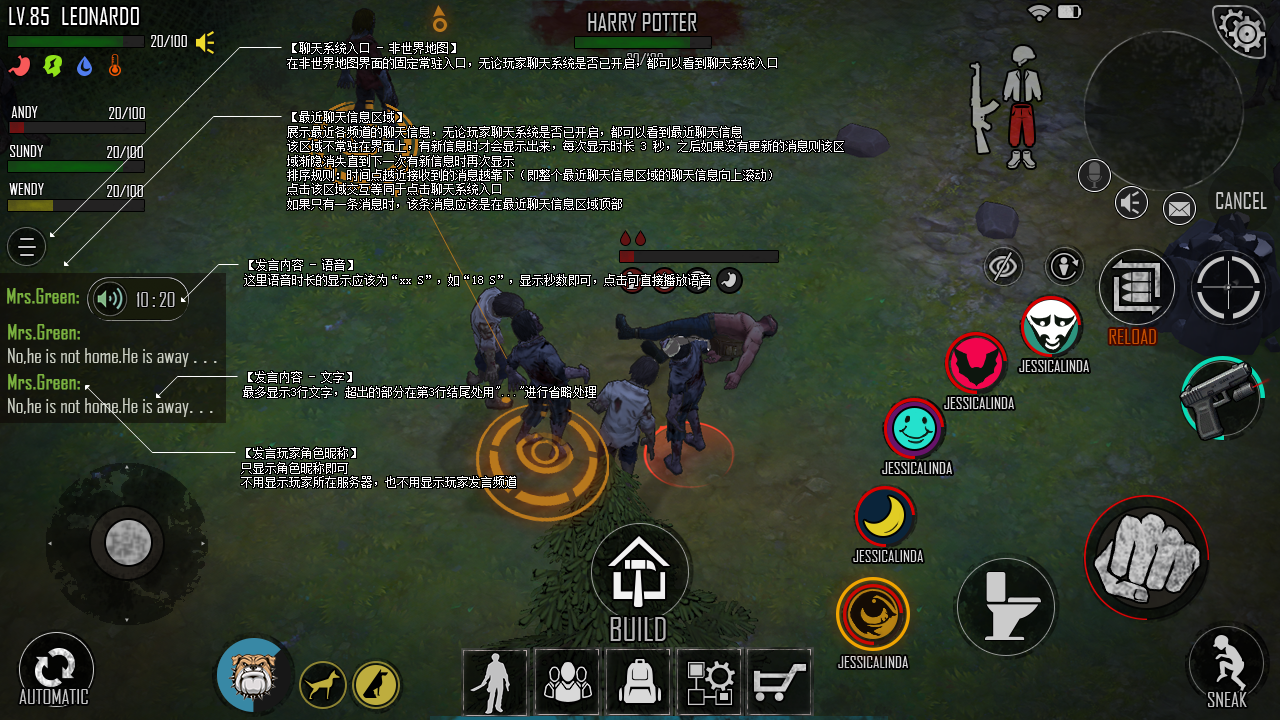 LV.85 LEONARDO
20/100
HARRY POTTER
20/100
【聊天系统入口 - 非世界地图】
在非世界地图界面的固定常驻入口，无论玩家聊天系统是否已开启，都可以看到聊天系统入口
ANDY 20/100
SUNDY 20/100
WENDY 20/100
【最近聊天信息区域】
展示最近各频道的聊天信息，无论玩家聊天系统是否已开启，都可以看到最近聊天信息
该区域不常驻在界面上，有新信息时才会显示出来，每次显示时长 3 秒，之后如果没有更新的消息则该区
域渐隐消失直到下一次有新信息时再次显示
排序规则：时间点越近接收到的消息越靠下（即整个最近聊天信息区域的聊天信息向上滚动）
点击该区域交互等同于点击聊天系统入口
如果只有一条消息时，该条消息应该是在最近聊天信息区域顶部
CANCEL
【发言内容 - 语音】
这里语音时长的显示应该为“xx S”，如“18 S”，显示秒数即可，点击可直接播放语音
Mrs.Green: 10:20
Mrs.Green:
No,he is not home.He is away . . .
Mrs.Green:
No,he is not home.He is away. . .
【发言内容 - 文字】
最多显示3行文字，超出的部分在第3行结尾处用"..."进行省略处理
【发言玩家角色昵称】
只显示角色昵称即可
不用显示玩家所在服务器，也不用显示玩家发言频道
RELOAD
JESSICALINDA
JESSICALINDA
JESSICALINDA
JESSICALINDA
JESSICALINDA
BUILD
AUTOMATIC
SNEAK